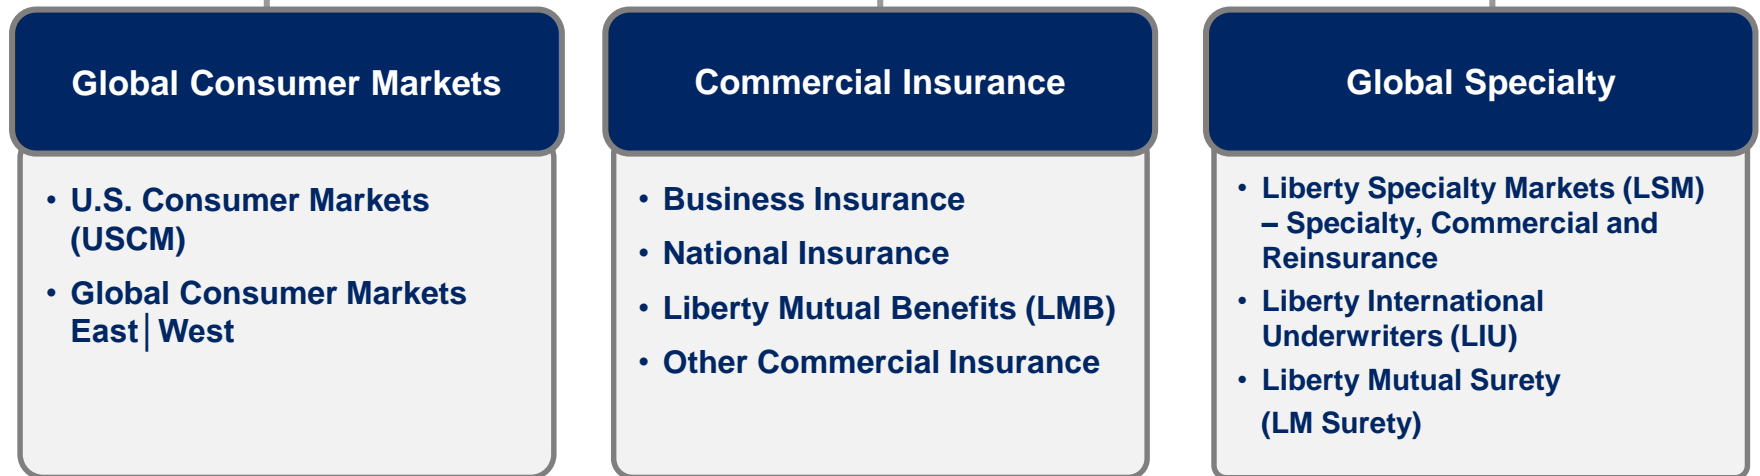 Global Consumer Markets
• U.S. Consumer Markets
(USCM)
• Global Consumer Markets
East│West
Commercial Insurance
• Business Insurance
• National Insurance
• Liberty Mutual Benefits (LMB)
• Other Commercial Insurance
Global Specialty
• Liberty Specialty Markets (LSM)
– Specialty, Commercial and
Reinsurance
• Liberty International
Underwriters (LIU)
• Liberty Mutual Surety
(LM Surety)